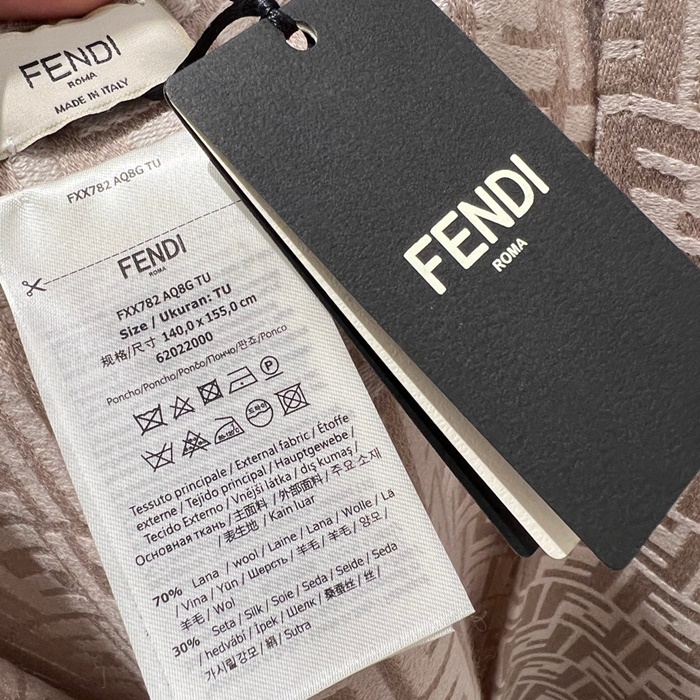 FENDI
ROMA
MADE IN ITALY
FXX782 AQ8G TU
FENDI
ROMA
FXX782 AQ8G TU
Size / Ukuran: TU
规格/尺寸 140,0 x 155,0 cm
62022000
Poncho/Poncho/Pončo/Пончо/판초/Ponco
P
Tessuto principale / External fabric / Étoffe
externe / Tejido principal / Hauptgewebe /
Tecido Externo / Vnější látka / dış kumaş /
Основная ткань / 主面料 / 外部面料 / 주요 소재
/ 表生地 / Kain luar
70% Lana / wool / Laine / Lana / Wolle / La
/ Vlna / Yün / Шерсть / 羊毛 / 羊毛 / 양모 /
羊毛 / Wol
30% Seta / Silk / Soie / Seda / Seide / Seda
/ hedvábí / İpek / Шелк / 桑蚕丝 / 丝 /
가시릴강모 / 絹 / Sutra
FENDI
ROMA